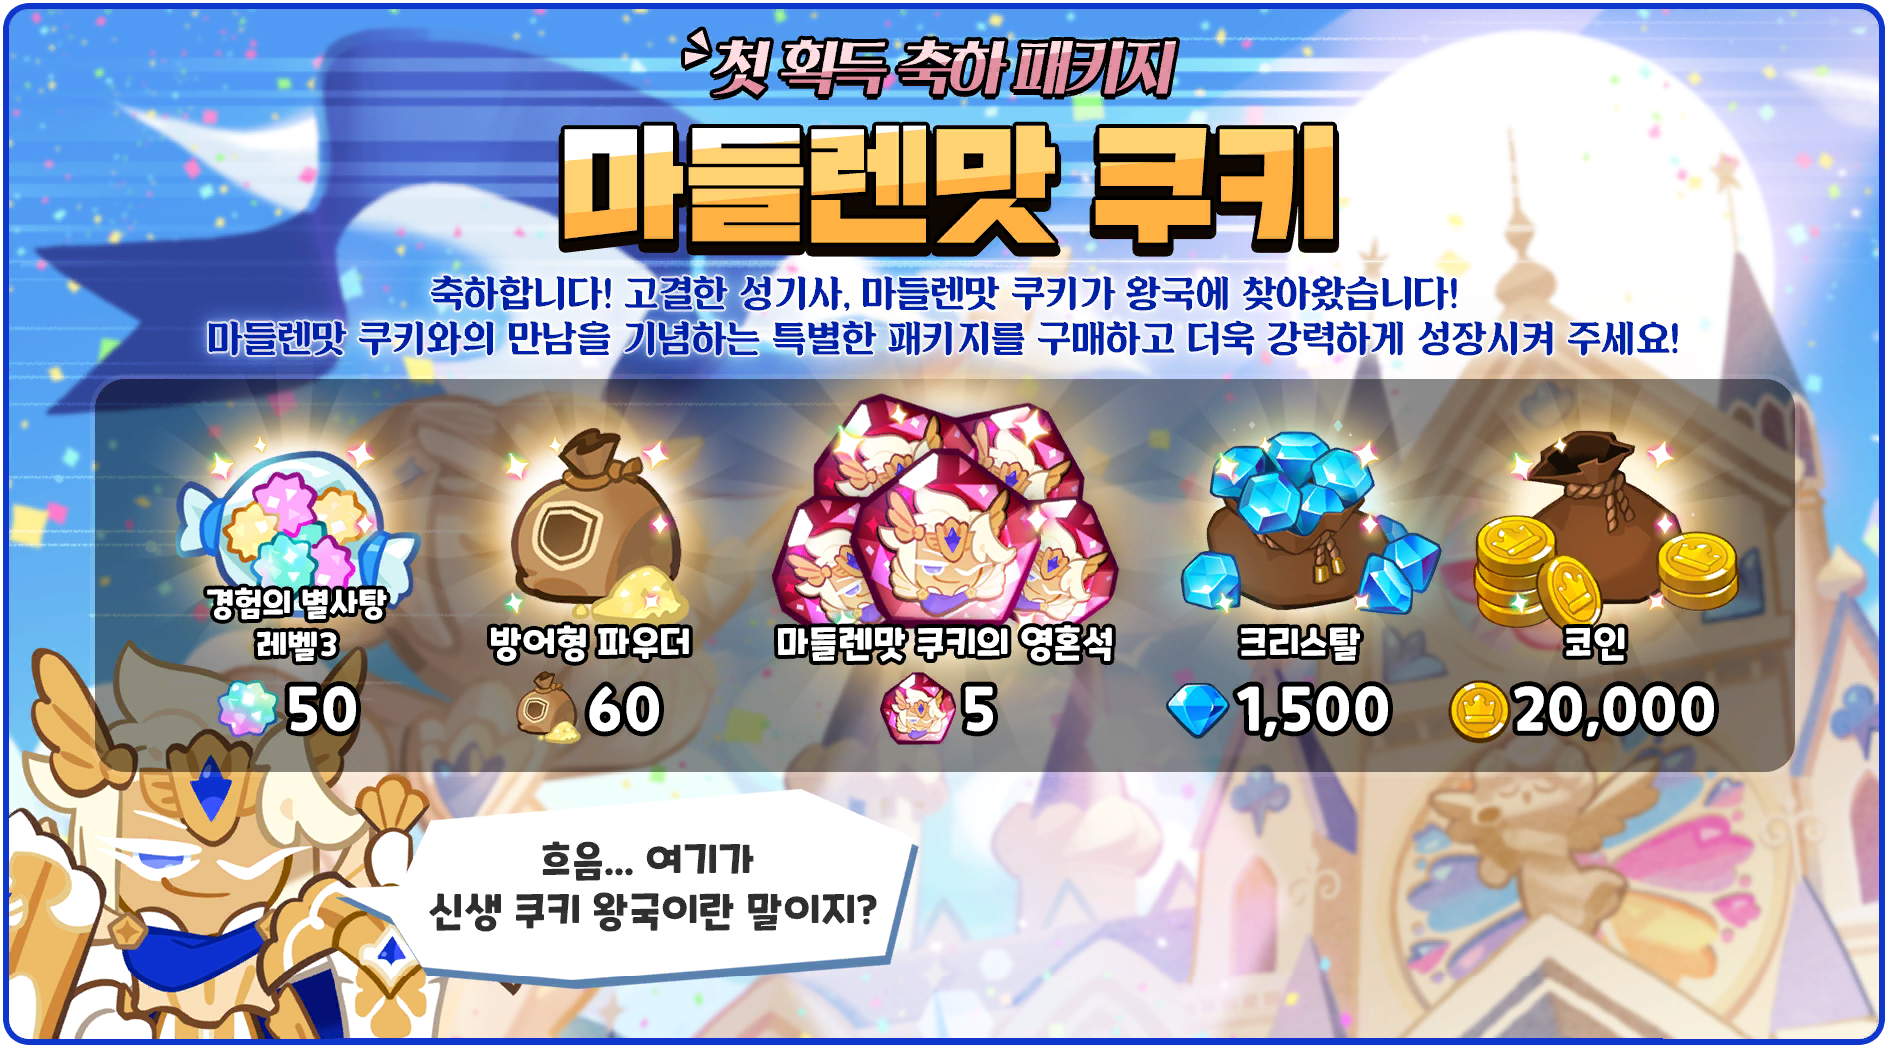 첫 획득 축하 패키지
마들렌맛 쿠키
축하합니다! 고결한 성기사, 마들렌맛 쿠키가 왕국에 찾아왔습니다!
마들렌맛 쿠키와의 만남을 기념하는 특별한 패키지를 구매하고 더욱 강력하게 성장시켜 주세요!
경험의 별사탕
레벨3
50
방어형 파우더
60
마들렌맛 쿠키의 영혼석
5
크리스탈
1,500
코인
20,000
흐음... 여기가
신생 쿠키 왕국이란 말이지?